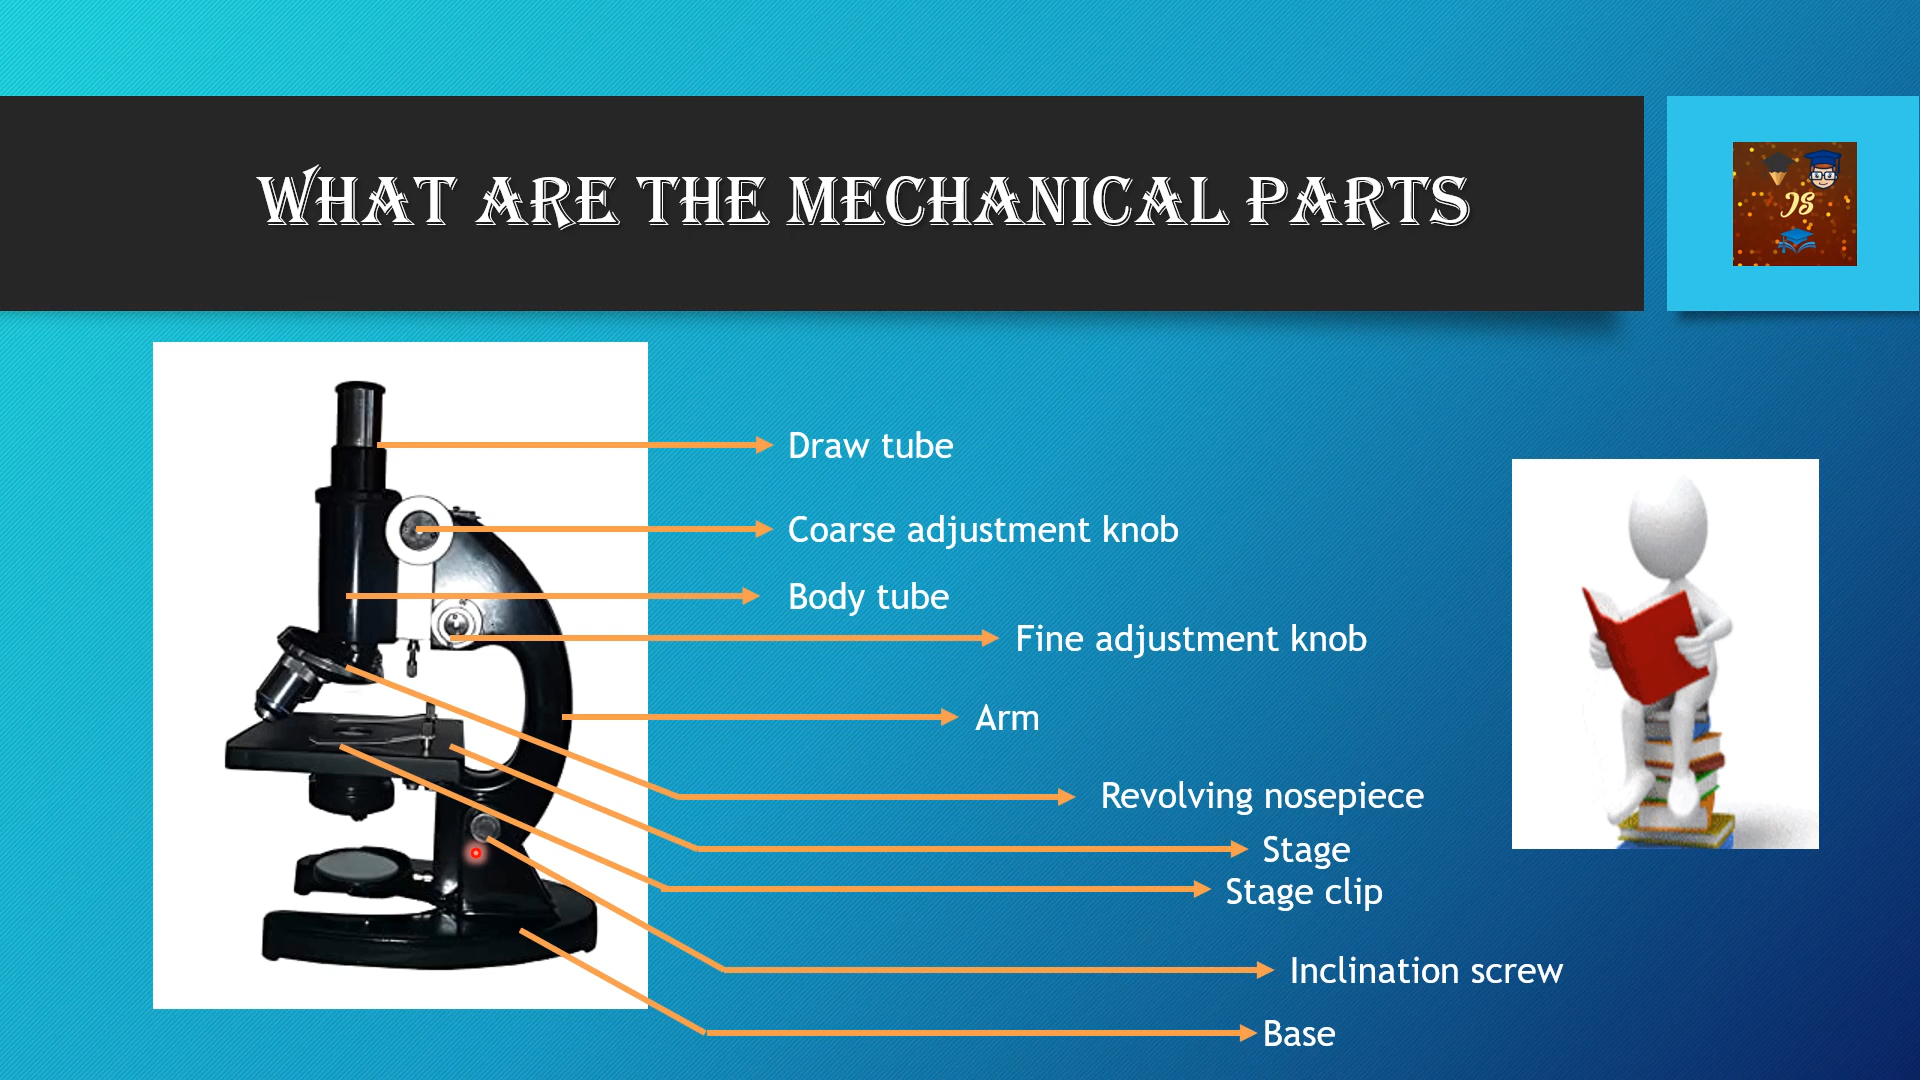 WHAT ARE THE MECHANICAL PARTS
JS
Draw tube
Coarse adjustment knob
Body tube
Fine adjustment knob
Arm
Revolving nosepiece
Stage
Stage clip
Inclination screw
Base